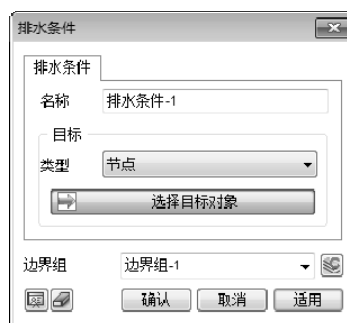 排水条件
排水条件
名称 排水条件-1
目标
类型 节点
选择目标对象
边界组 边界组-1
确认 取消 适用